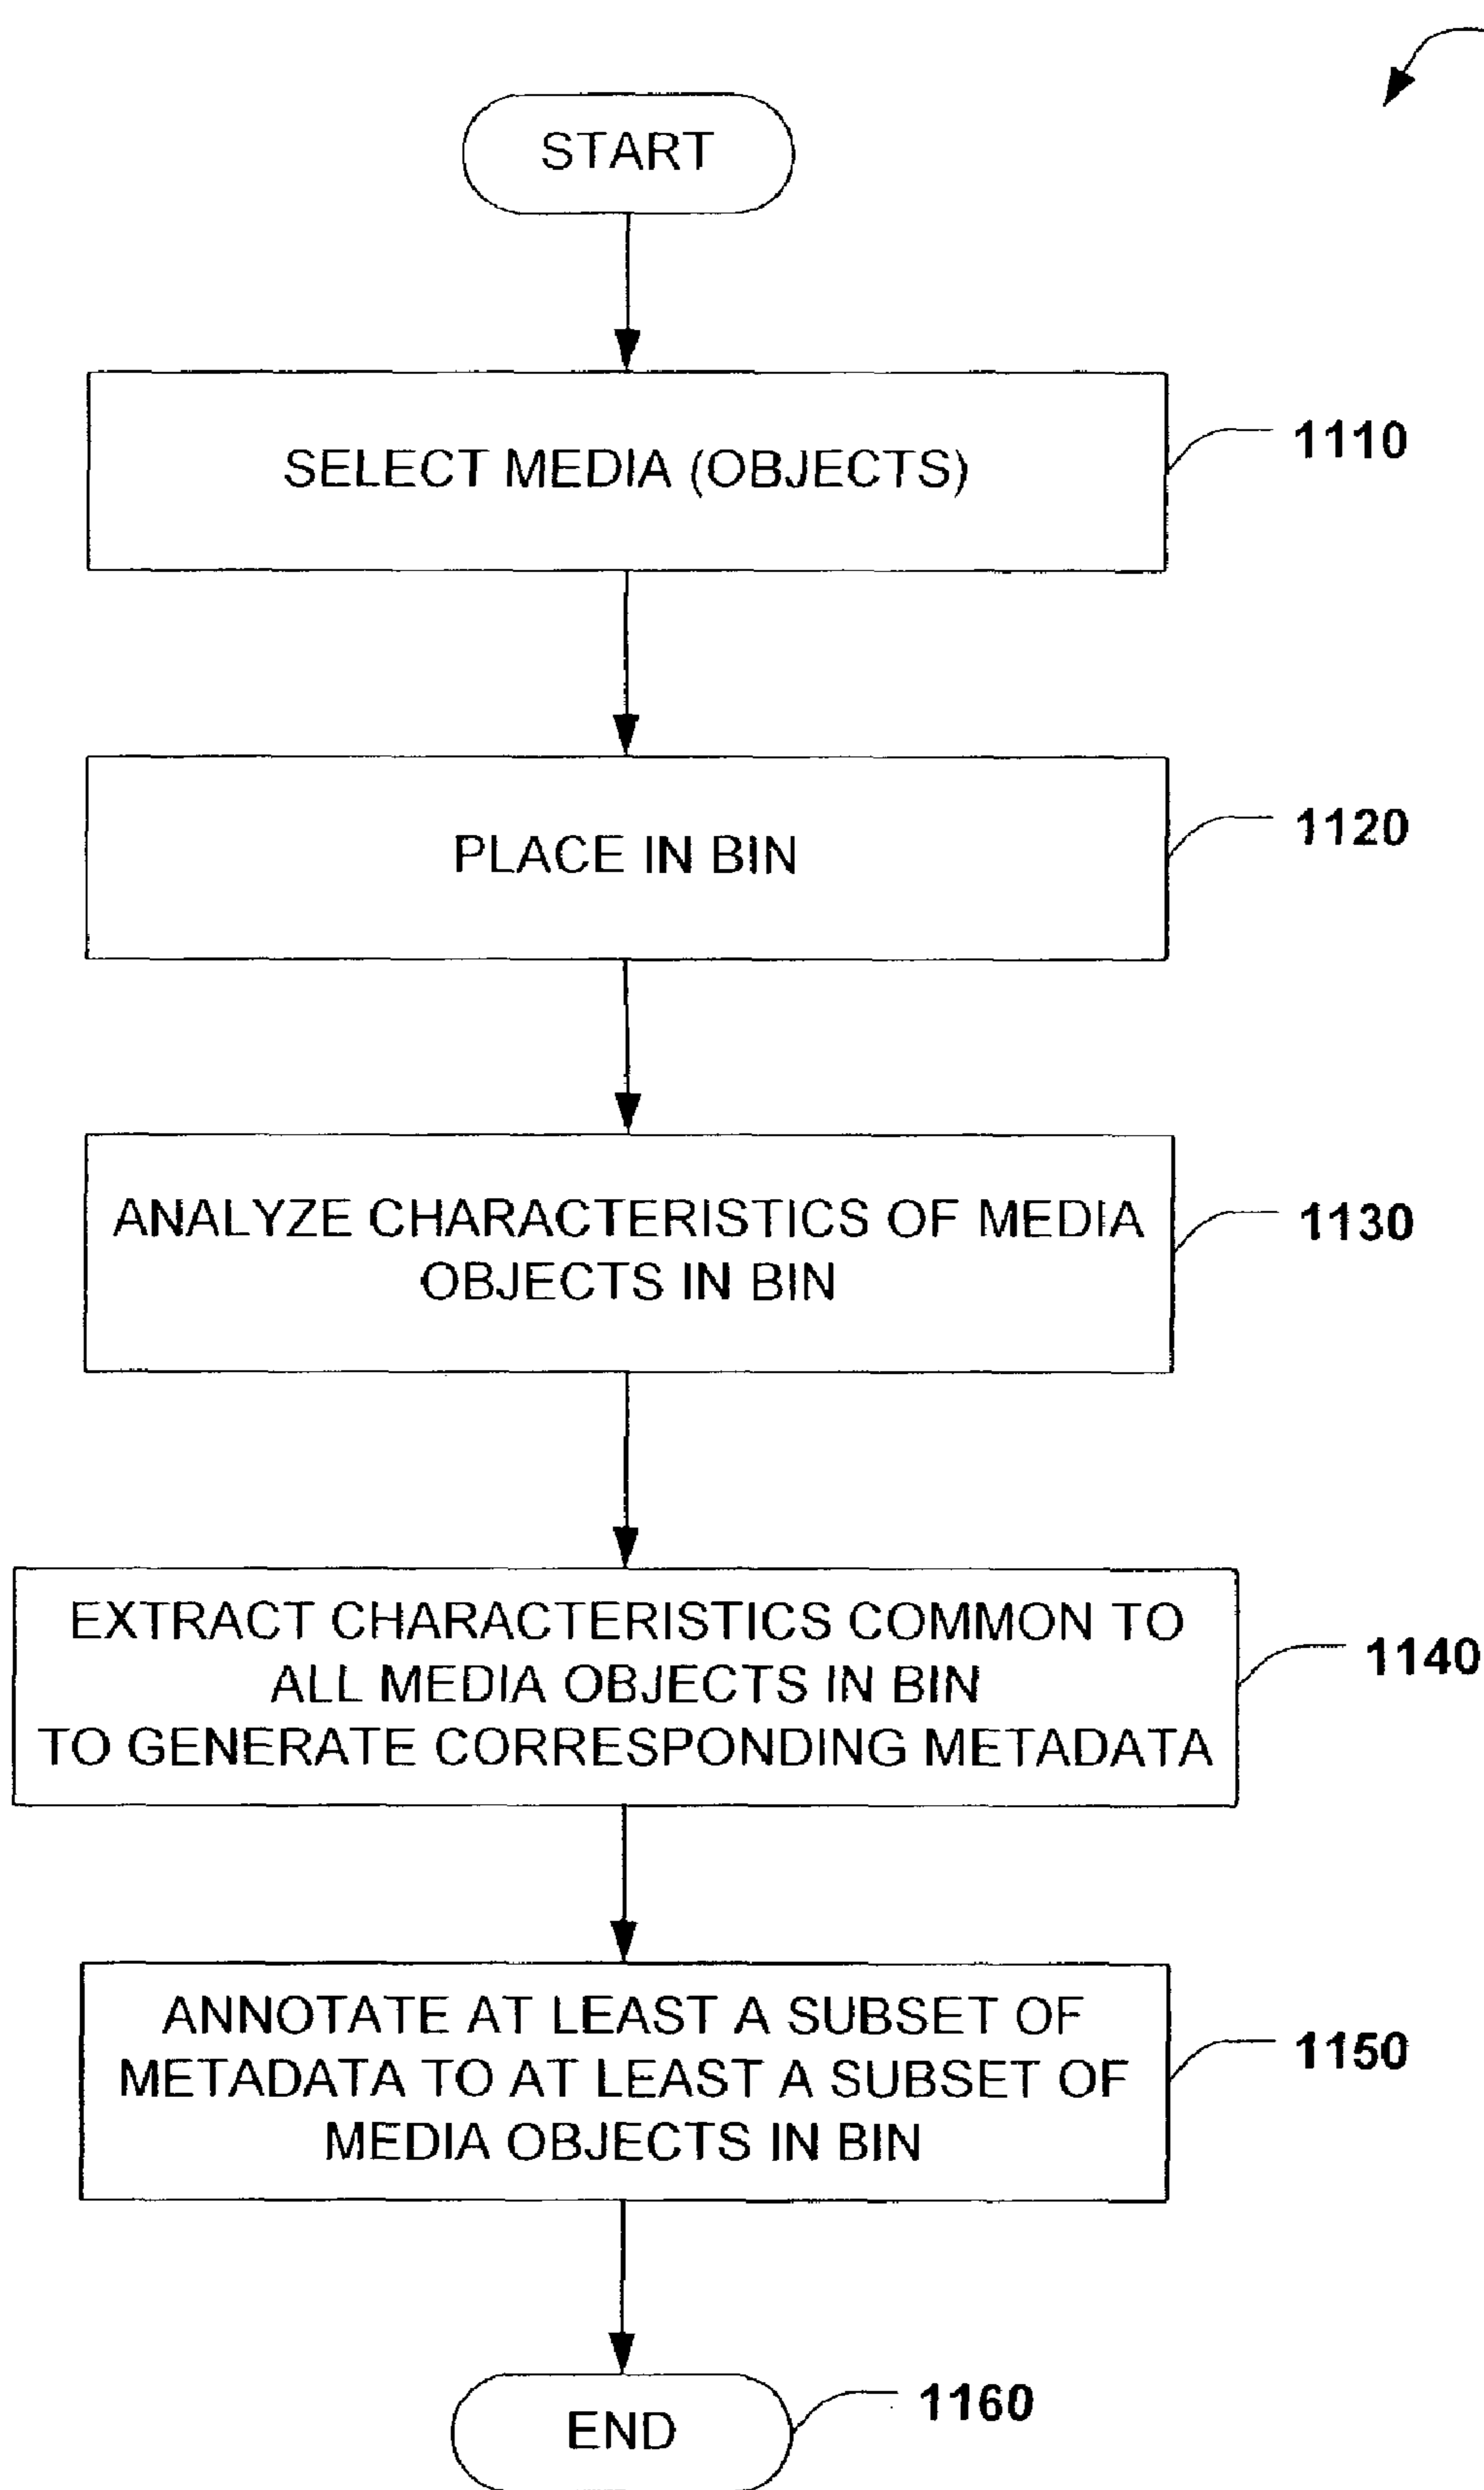 START
SELECT MEDIA (OBJECTS)
1110
PLACE IN BIN
1120
ANALYZE CHARACTERISTICS OF MEDIA
OBJECTS IN BIN
1130
EXTRACT CHARACTERISTICS COMMON TO
ALL MEDIA OBJECTS IN BIN
TO GENERATE CORRESPONDING METADATA
1140
ANNOTATE AT LEAST A SUBSET OF
METADATA TO AT LEAST A SUBSET OF
MEDIA OBJECTS IN BIN
1150
END
1160